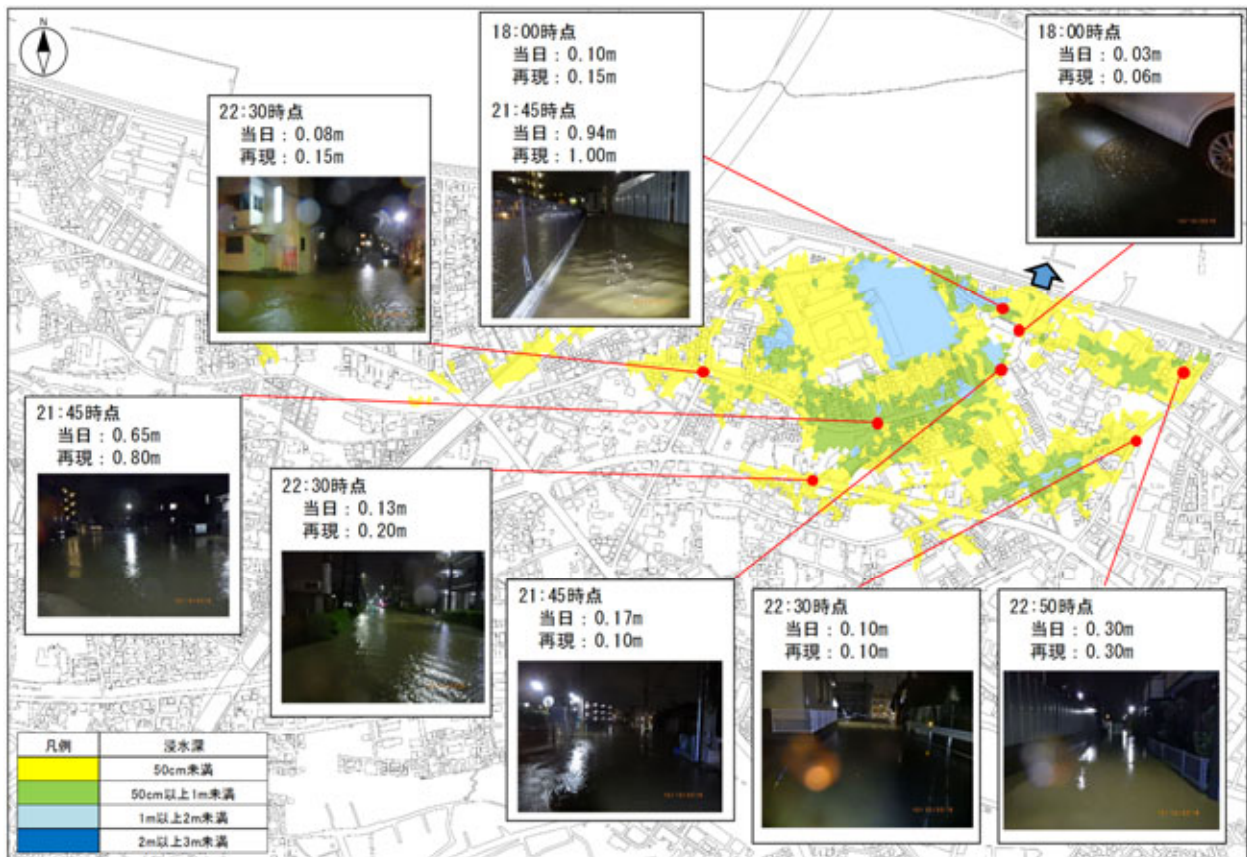 N
18:00時点
当日：0.10m
再現：0.15m
21:45時点
当日：0.94m
再現：1.00m
18:00時点
当日：0.03m
再現：0.06m
22:30時点
当日：0.08m
再現：0.15m
21:45時点
当日：0.65m
再現：0.80m
22:30時点
当日：0.13m
再現：0.20m
21:45時点
当日：0.17m
再現：0.10m
22:30時点
当日：0.10m
再現：0.10m
22:50時点
当日：0.30m
再現：0.30m
凡例 浸水深
50cm未満
50cm以上1m未満
1m以上2m未満
2m以上3m未満